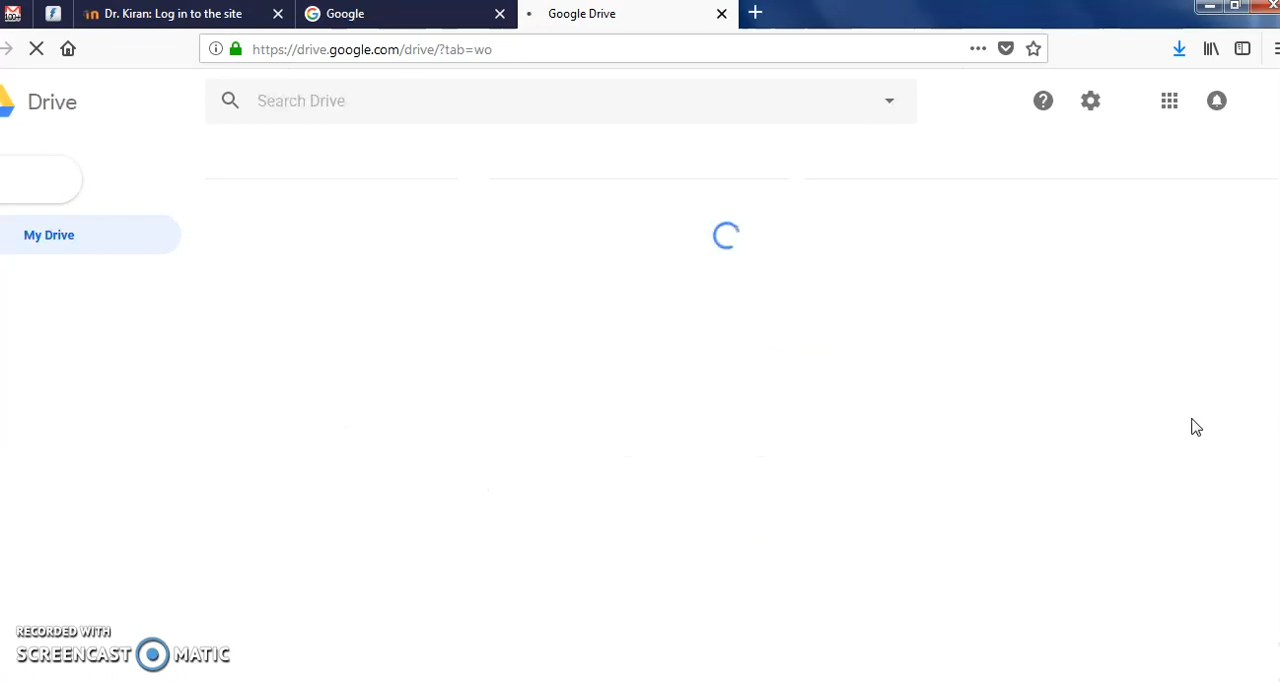 100+
Dr. Kiran: Log in to the site
Google
Google Drive
https://drive.google.com/drive/?tab=wo
Drive
Search Drive
My Drive
RECORDED WITH
SCREENCAST MATIC